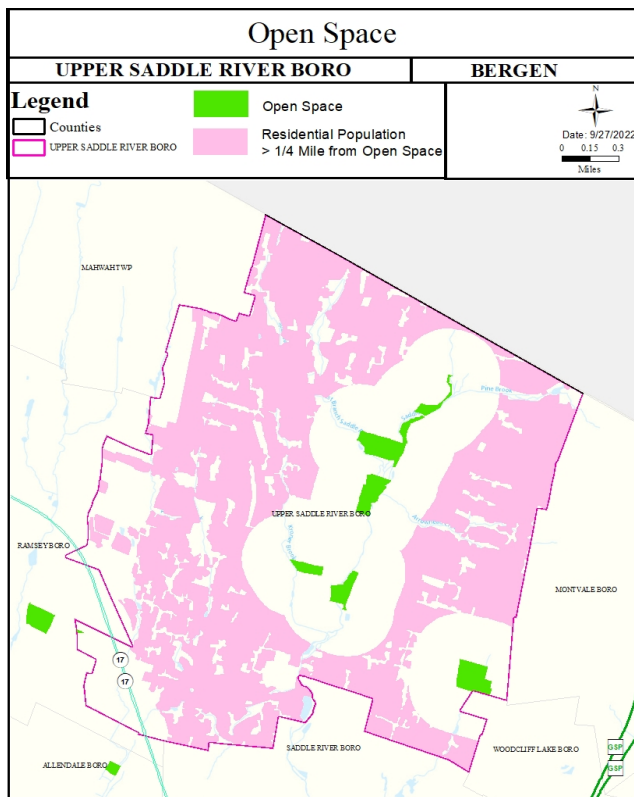 Open Space
UPPER SADDLE RIVER BORO
BERGEN
Legend
Counties
UPPER SADDLE RIVER BORO
Open Space
Residential Population
> 1/4 Mile from Open Space
N
Date: 9/27/2022
0 0.15 0.3
Miles
MAHWAH TWP
Pine Brook
UPPER SADDLE RIVER BORO
RAMSEY BORO
MONTVALE BORO
17
17
SADDLE RIVER BORO
WOODCLIFF LAKE BORO
GSP
GSP
ALLENDALE BORO